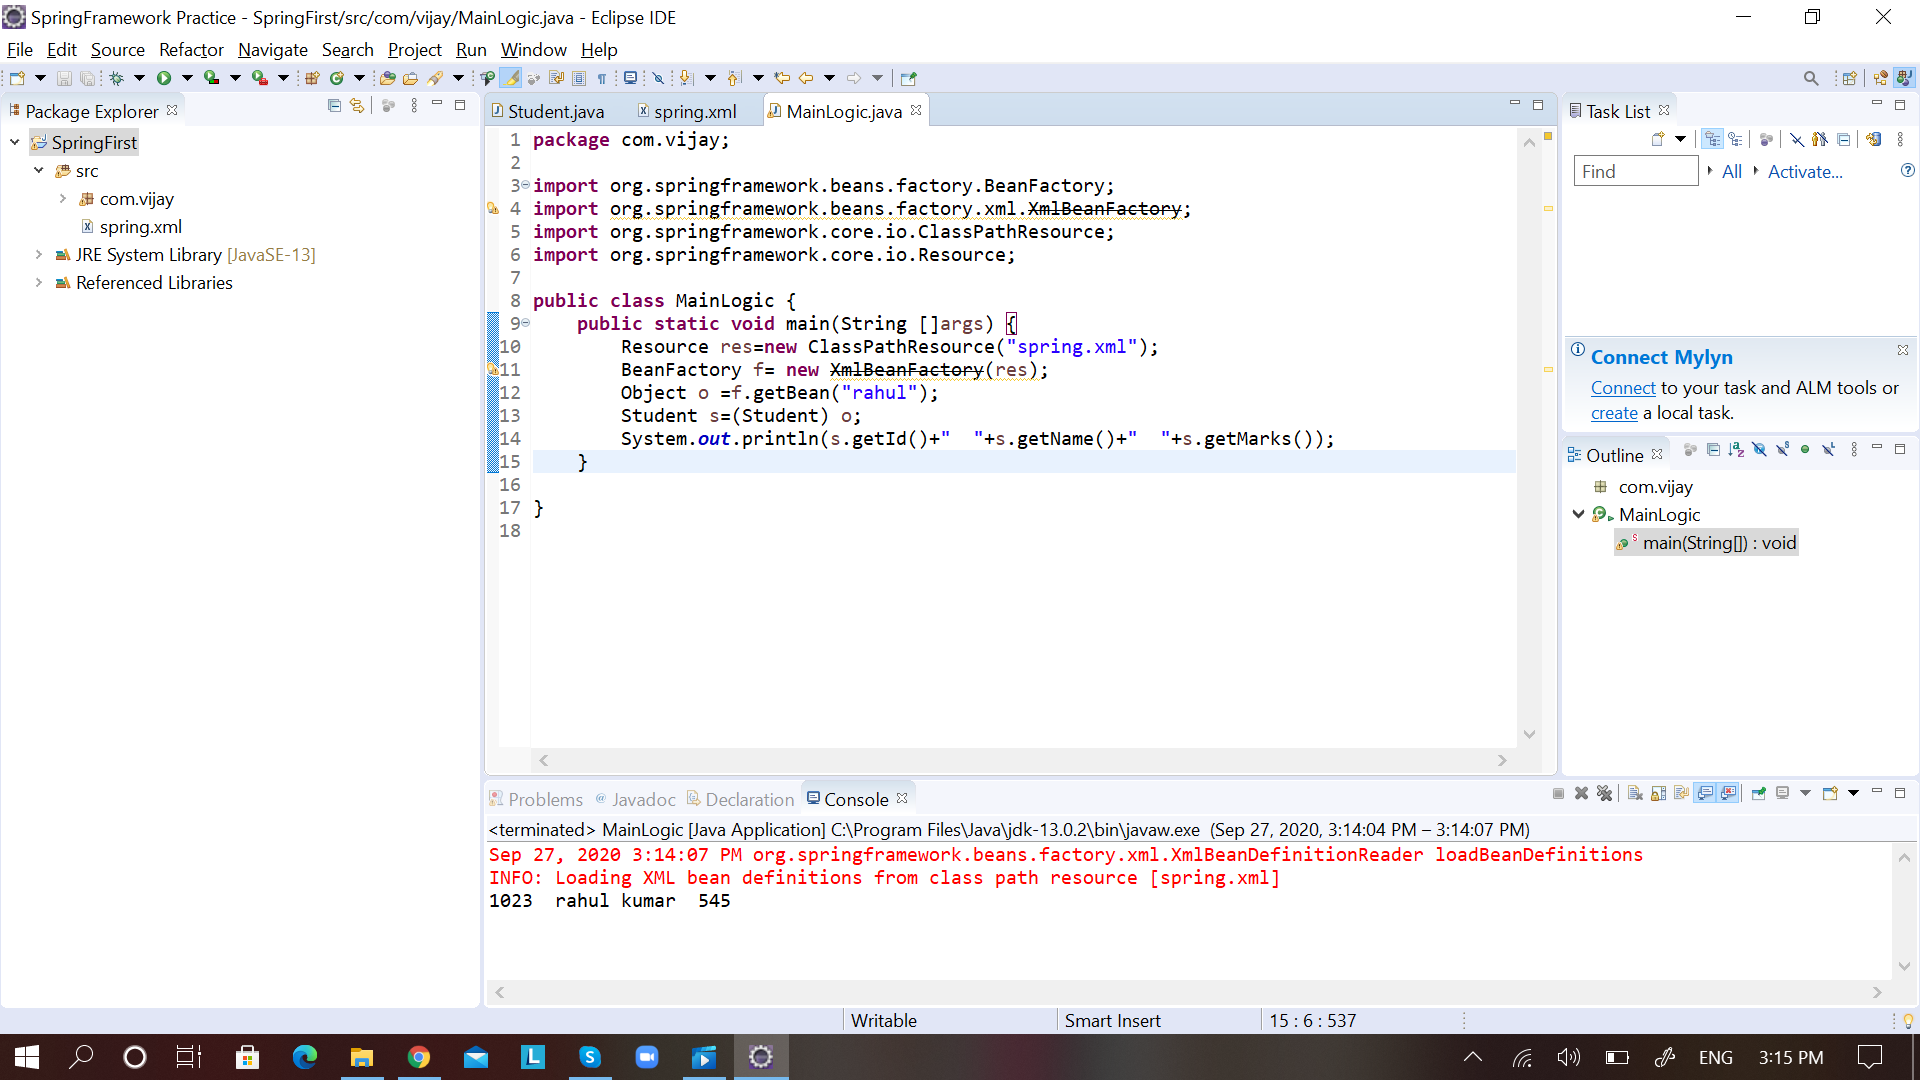 SpringFramework Practice - SpringFirst/src/com/vijay/MainLogic.java - Eclipse IDE
File Edit Source Refactor Navigate Search Project Run Window Help
Package Explorer
SpringFirst
src
com.vijay
spring.xml
JRE System Library [JavaSE-13]
Referenced Libraries
Student.java spring.xml MainLogic.java
1 package com.vijay;
2
3 import org.springframework.beans.factory.BeanFactory;
4 import org.springframework.beans.factory.xml.XmlBeanFactory;
5 import org.springframework.core.io.ClassPathResource;
6 import org.springframework.core.io.Resource;
7
8 public class MainLogic {
9     public static void main(String []args) {
10         Resource res=new ClassPathResource("spring.xml");
11         BeanFactory f= new XmlBeanFactory(res);
12         Object o =f.getBean("rahul");
13         Student s=(Student) o;
14         System.out.println(s.getId()+"  "+s.getName()+"  "+s.getMarks());
15     }
16
17 }
18
Task List
Find All Activate...
Connect Mylyn
Connect to your task and ALM tools or
create a local task.
Outline
com.vijay
MainLogic
main(String[]) : void
Problems Javadoc Declaration Console
<terminated> MainLogic [Java Application] C:\Program Files\Java\jdk-13.0.2\bin\javaw.exe (Sep 27, 2020, 3:14:04 PM – 3:14:07 PM)
Sep 27, 2020 3:14:07 PM org.springframework.beans.factory.xml.XmlBeanDefinitionReader loadBeanDefinitions
INFO: Loading XML bean definitions from class path resource [spring.xml]
1023  rahul kumar  545
Writable Smart Insert 15 : 6 : 537
ENG 3:15 PM